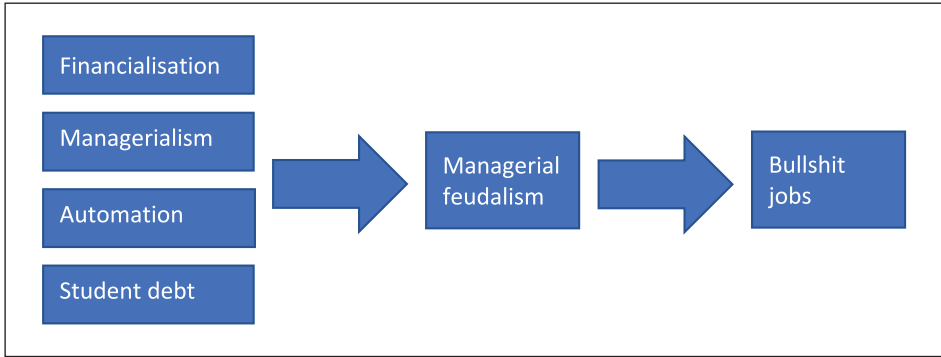 Financialisation
Managerialism
Automation
Student debt
Managerial
feudalism
Bullshit
jobs